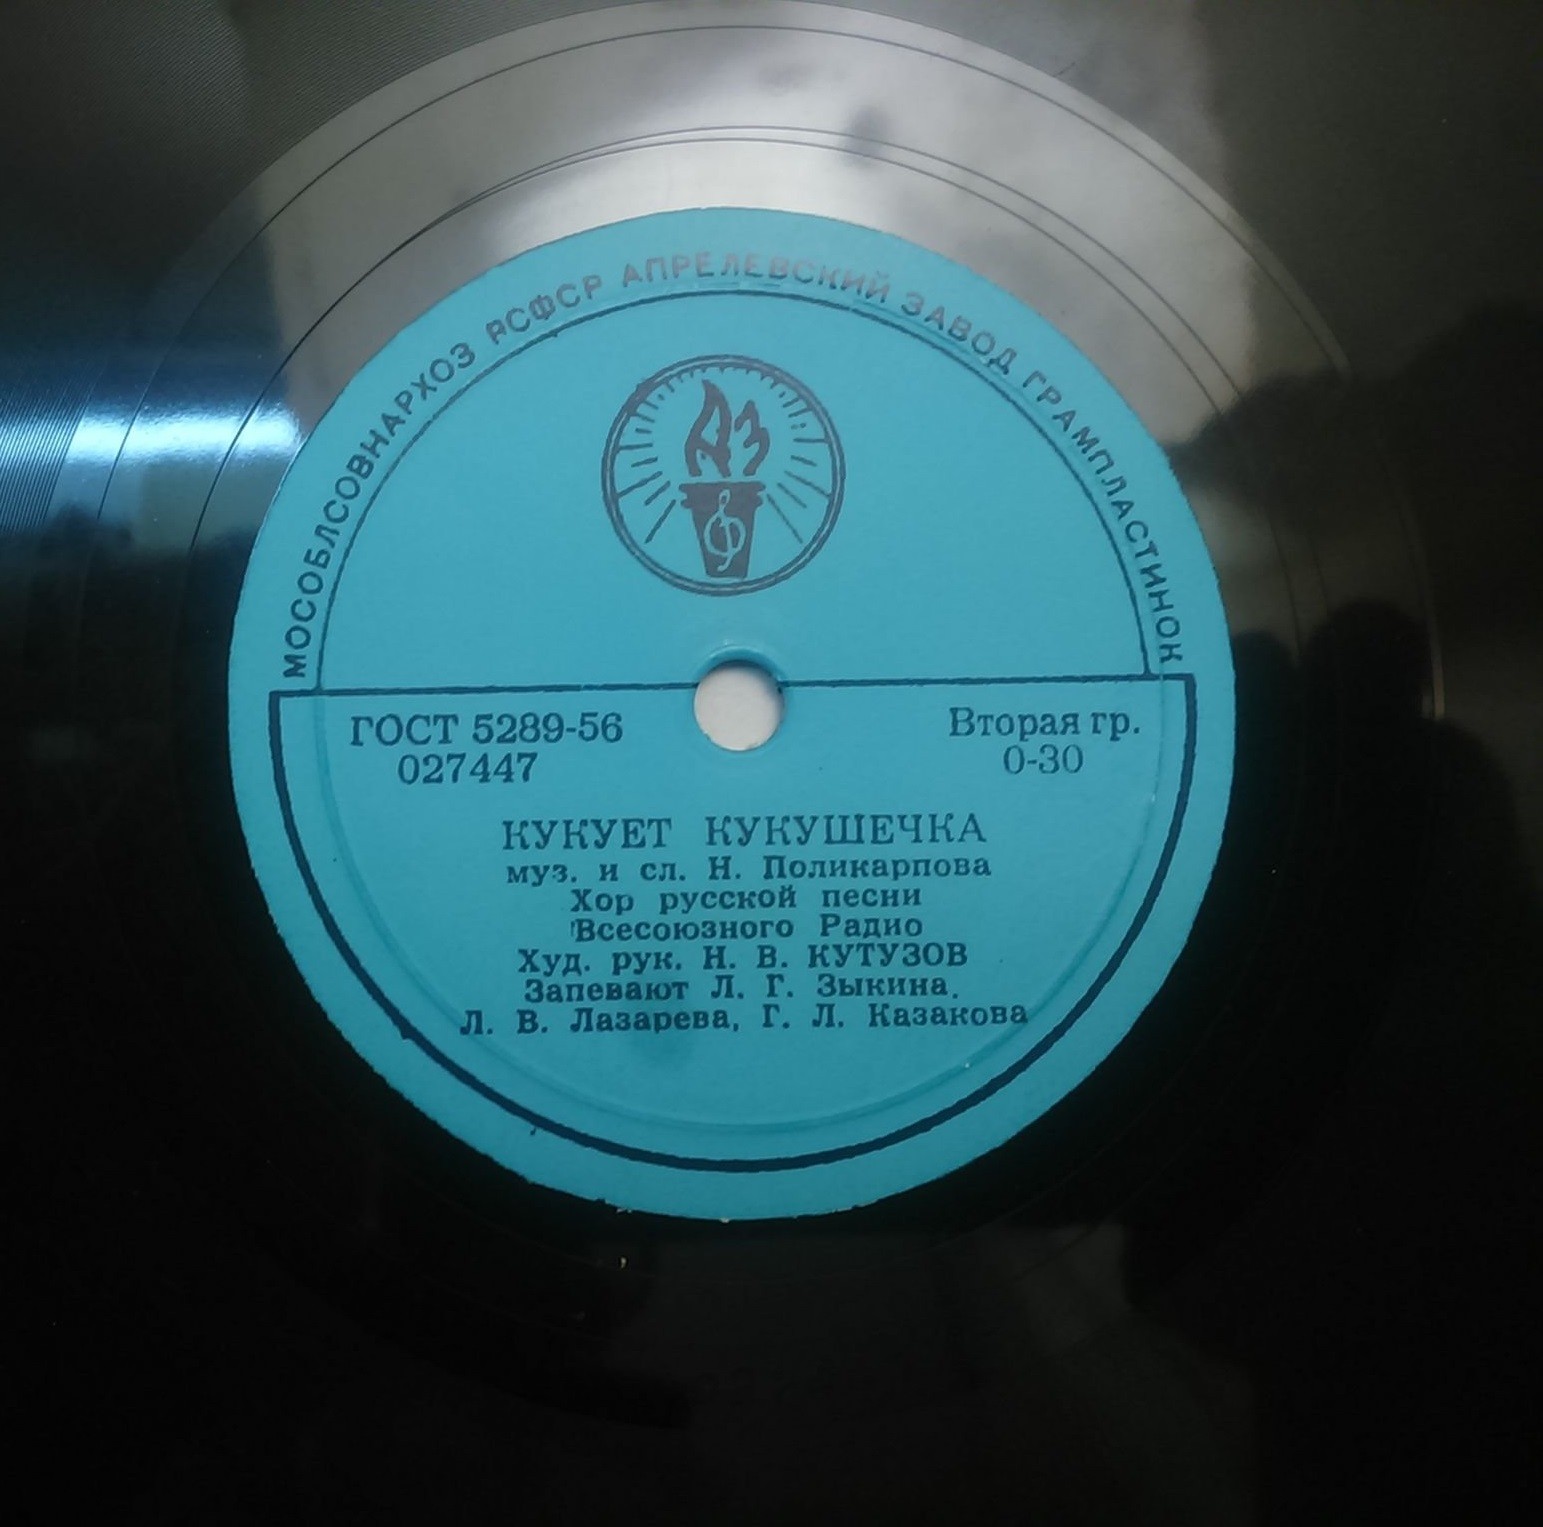 МОСОБЛСОВНАРХОЗ РСФСР АПРЕЛЕВСКИЙ ЗАВОД ГРАМПЛАСТИНОК
АЗ
ГОСТ 5289-56
Вторая гр.
027447
0-30
КУКУЕТ КУКУШЕЧКА
муз. и сл. Н. Поликарпова
Хор русской песни
Всесоюзного Радио
Худ. рук. Н. В. КУТУЗОВ
Запевают Л. Г. Зыкина.
Л. В. Лазарева, Г. Л. Казакова